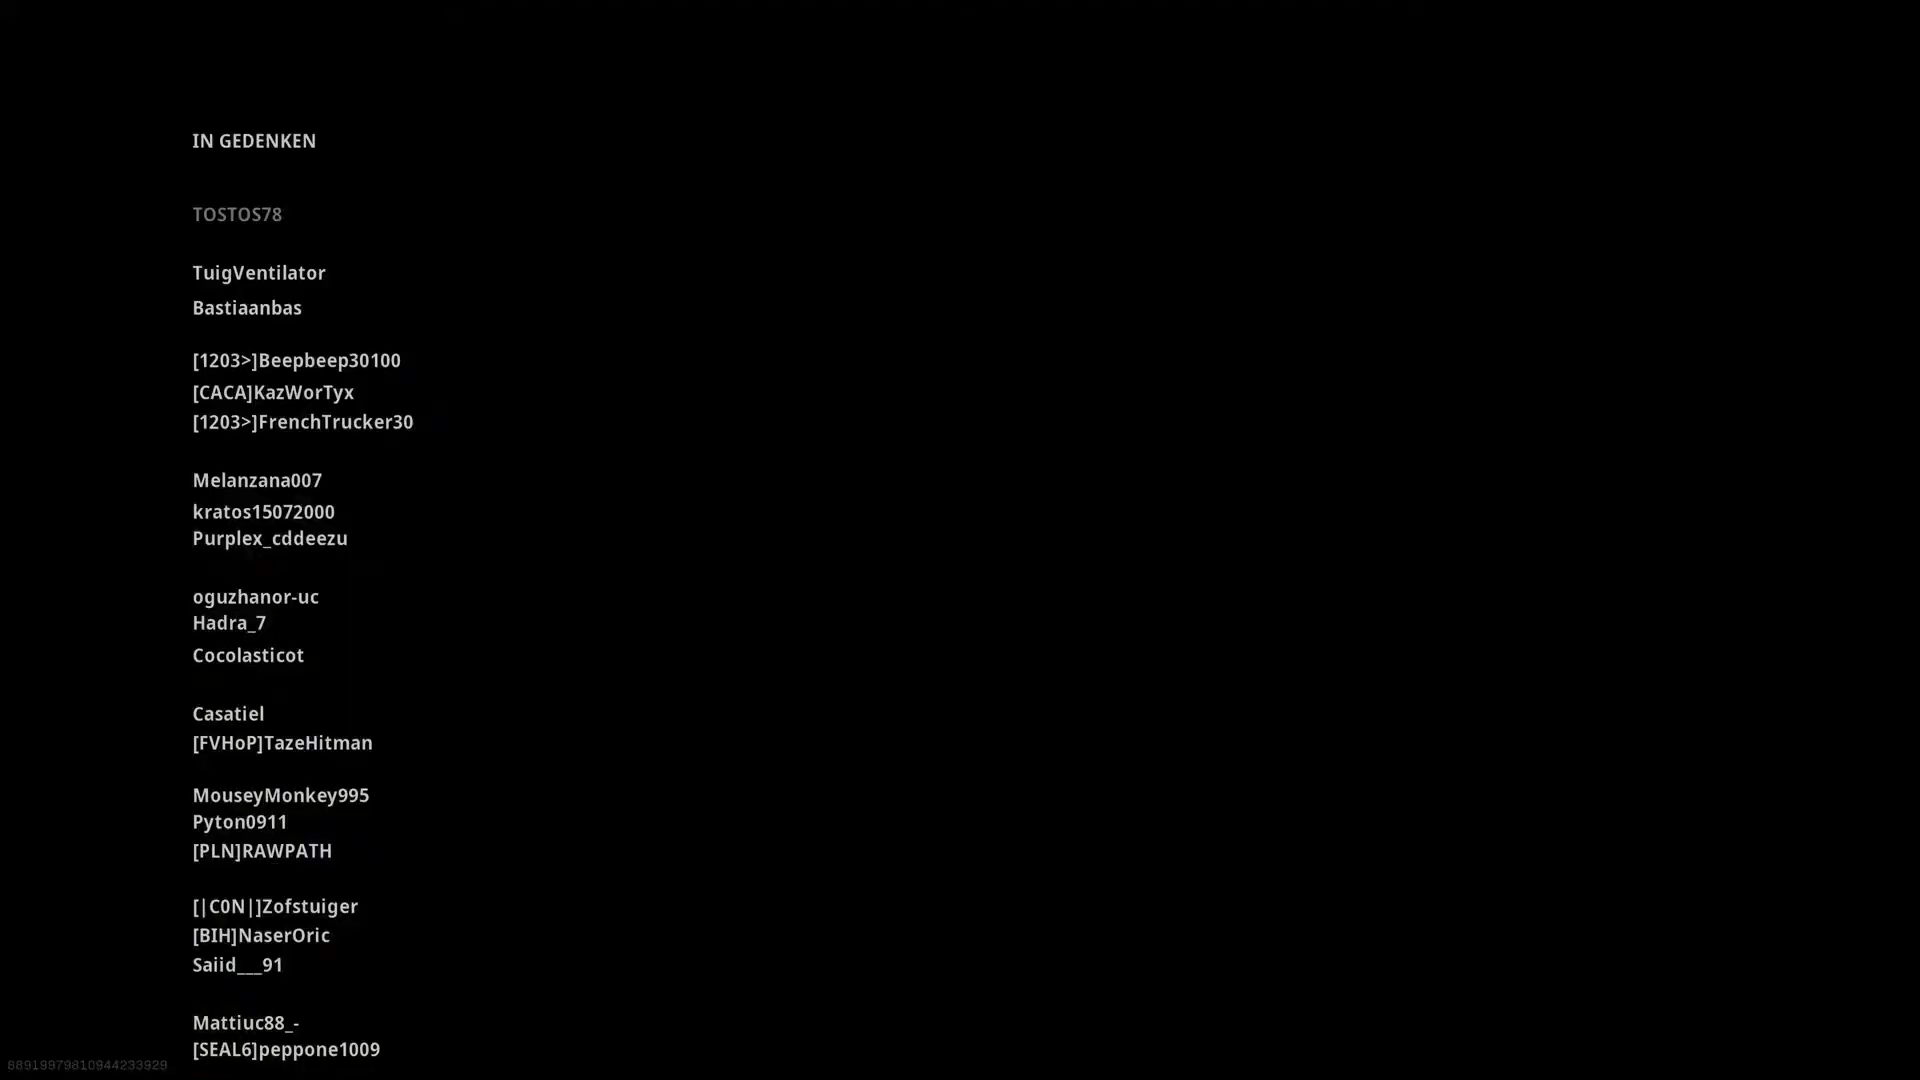 IN GEDENKEN
TOSTOS78
TuigVentilator
Bastiaanbas
[1203>]Beepbeep30100
[CACA]KazWorTyx
[1203>]FrenchTrucker30
Melanzana007
kratos15072000
Purplex_cddeezu
oguzhanor-uc
Hadra_7
Cocolasticot
Casatiel
[FVHoP]TazeHitman
MouseyMonkey995
Pyton0911
[PLN]RAWPATH
[|C0N|]Zofstuiger
[BIH]NaserOric
Saiid___91
Mattiuc88_-
[SEAL6]peppone1009
88919979810944233929